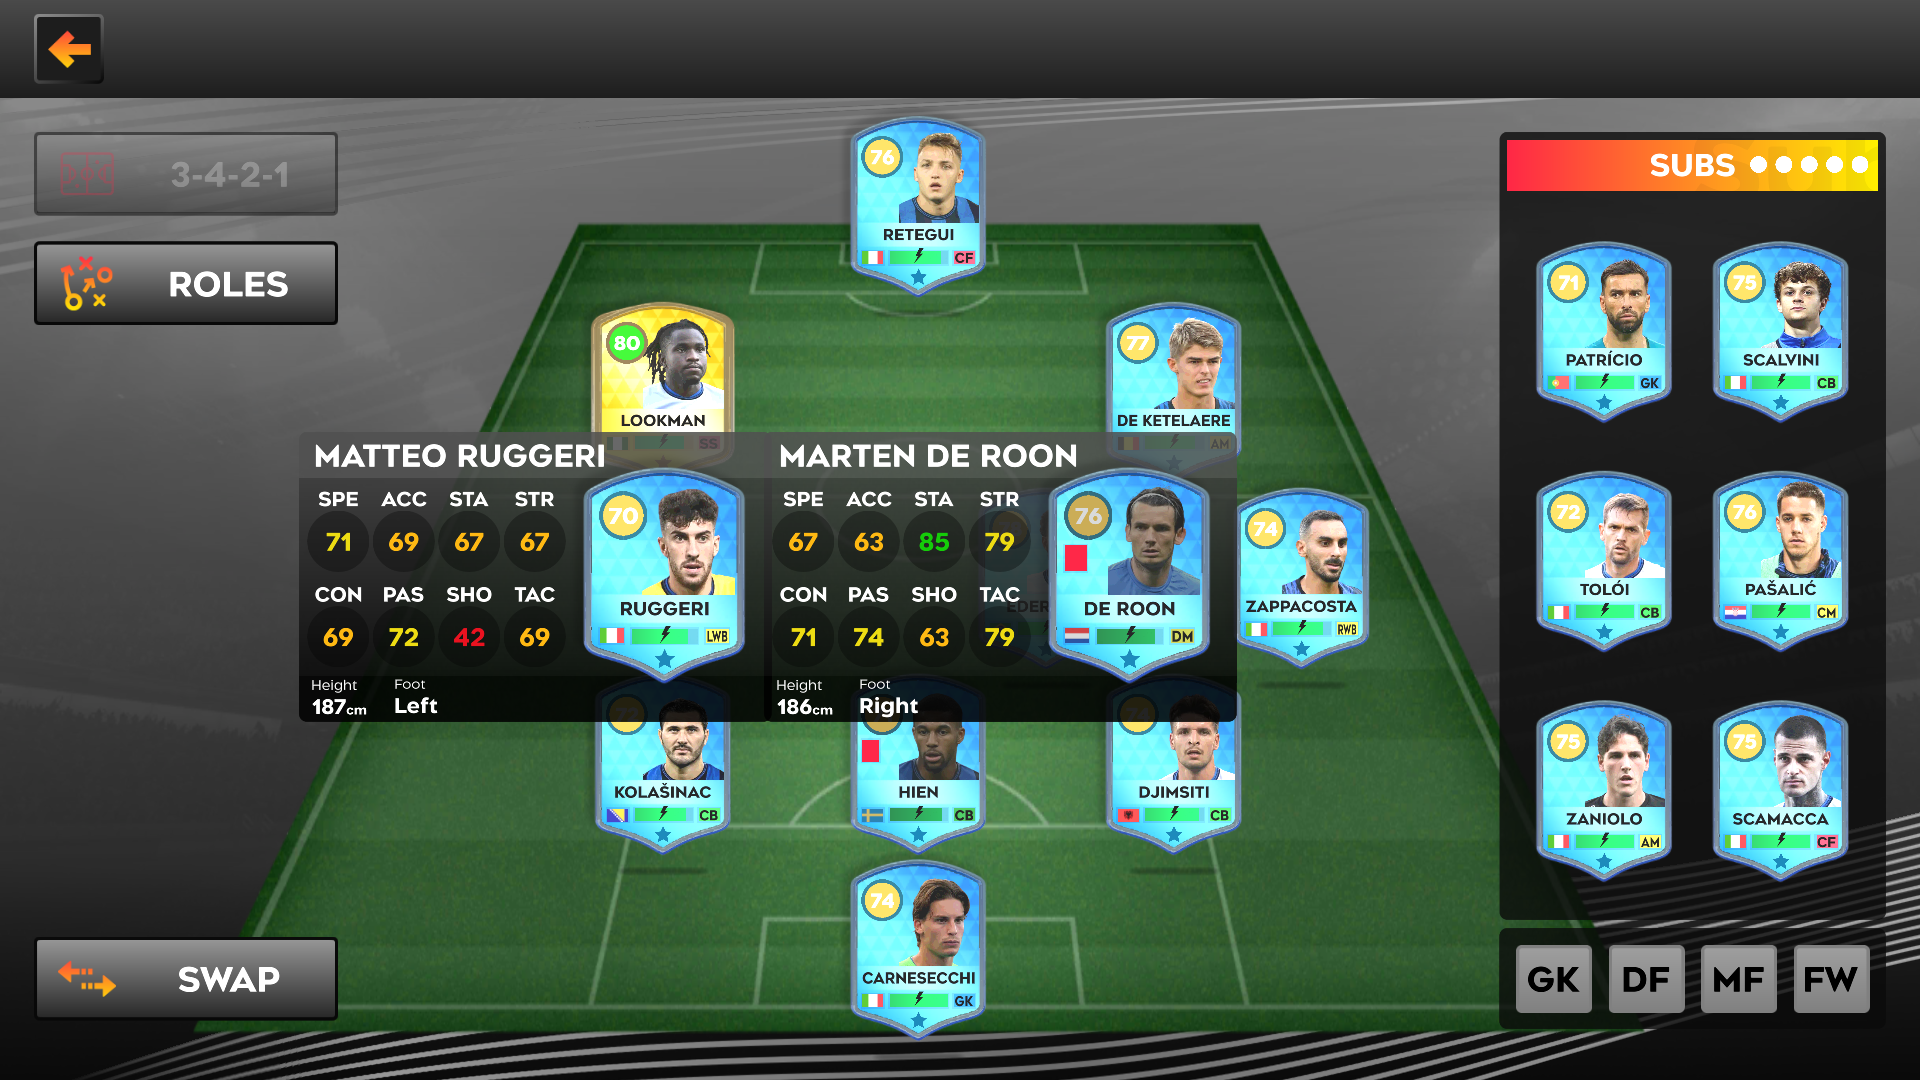 3-4-2-1
ROLES
SWAP
76
RETEGUI
CF
80
LOOKMAN
SS
77
DE KETELAERE
AM
MATTEO RUGGERI
SPE ACC STA STR
71 69 67 67
CON PAS SHO TAC
69 72 42 69
Height Foot
187cm Left
70
RUGGERI
LWB
MARTEN DE ROON
SPE ACC STA STR
67 63 85 79
CON PAS SHO TAC
71 74 63 79
Height Foot
186cm Right
76
DE ROON
DM
EDER
74
ZAPPACOSTA
RWB
KOLAŠINAC
CB
HIEN
CB
DJIMSITI
CB
74
CARNESECCHI
GK
SUBS
71
PATRÍCIO
GK
75
SCALVINI
CB
72
TOLÓI
CB
76
PAŠALIĆ
CM
75
ZANIOLO
AM
75
SCAMACCA
CF
GK DF MF FW